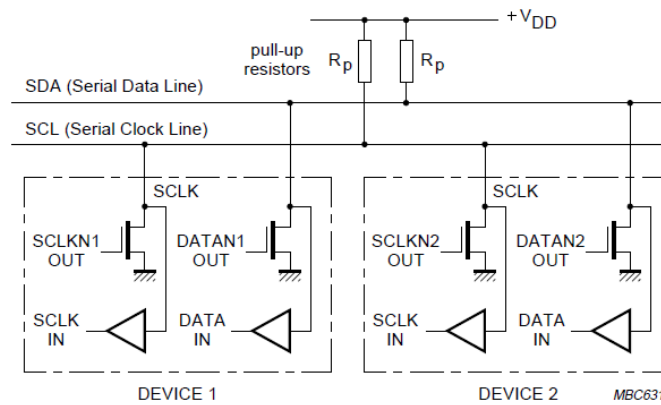 + VDD
pull-up
resistors
Rp
Rp
SDA (Serial Data Line)
SCL (Serial Clock Line)
SCLK
SCLK
SCLKN1
OUT
DATAN1
OUT
SCLKN2
OUT
DATAN2
OUT
SCLK
IN
DATA
IN
SCLK
IN
DATA
IN
DEVICE 1
DEVICE 2